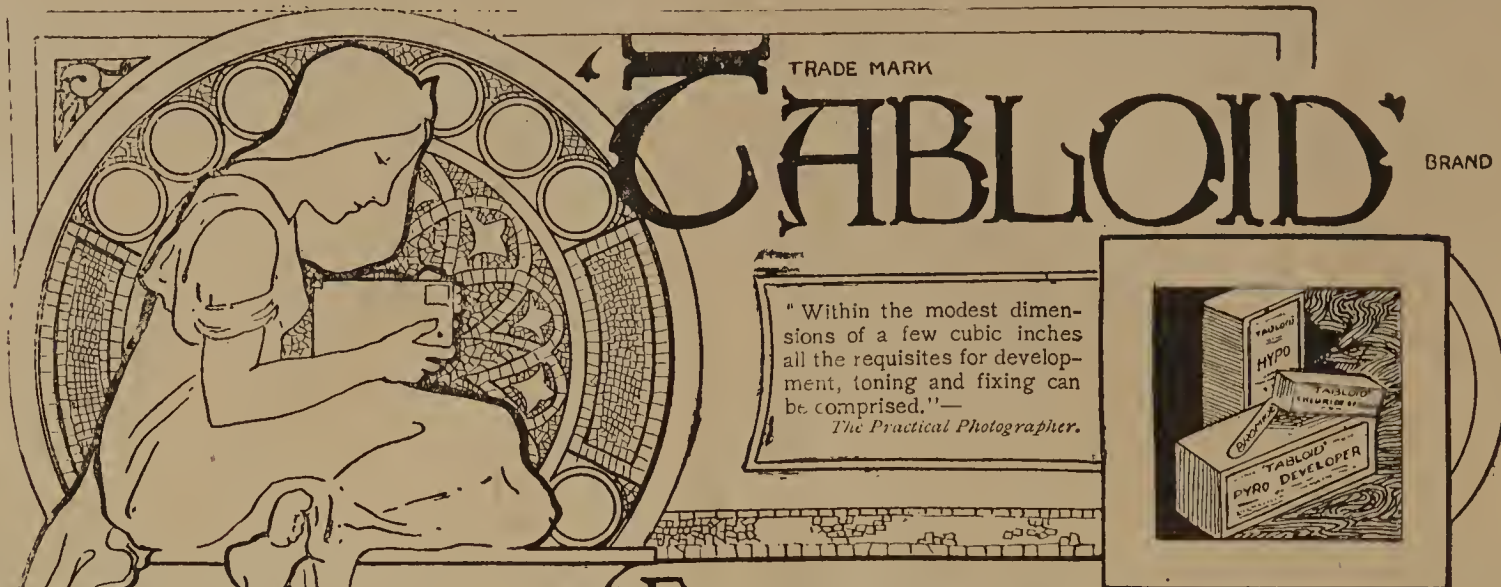 TRADE MARK
‘TABLOID’
BRAND
“Within the modest dimen-
sions of a few cubic inches
all the requisites for develop-
ment, toning and fixing can
be comprised.”—
The Practical Photographer.
TABLOID
HYPO
TABLOID
CHLORIDE
‘TABLOID’
PYRO DEVELOPER